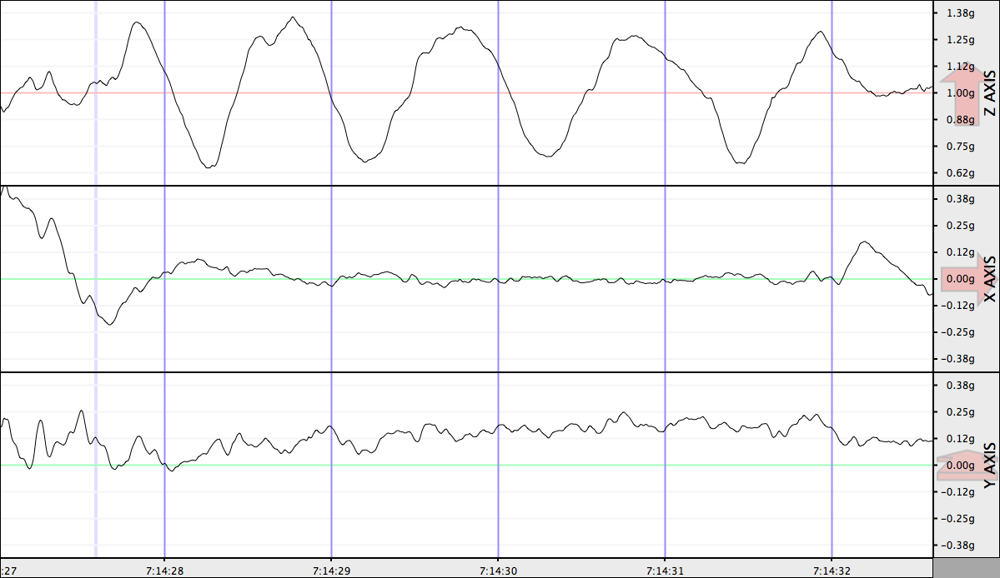 1.38g
1.25g
1.12g
1.00g
0.88g
0.75g
0.62g
Z AXIS
0.38g
0.25g
0.12g
0.00g
-0.12g
-0.25g
-0.38g
X AXIS
0.38g
0.25g
0.12g
0.00g
-0.12g
-0.25g
-0.38g
Y AXIS
:27 7:14:28 7:14:29 7:14:30 7:14:31 7:14:32